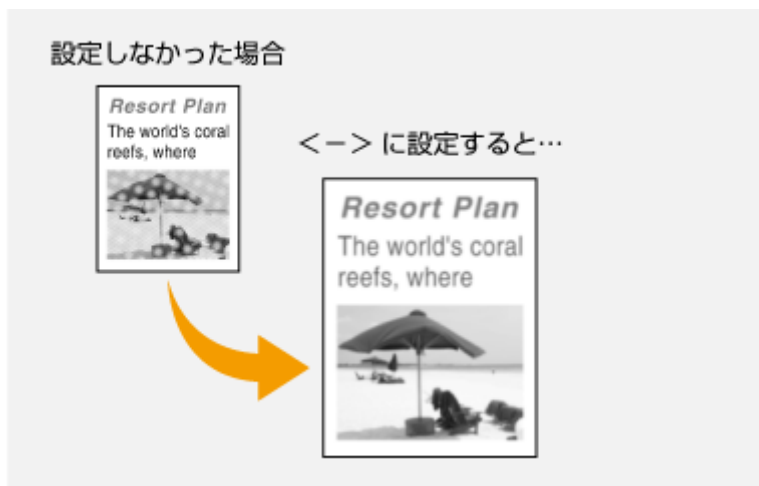 設定しなかった場合
Resort Plan
The world's coral
reefs, where
<－> に設定すると…
Resort Plan
The world's coral
reefs, where